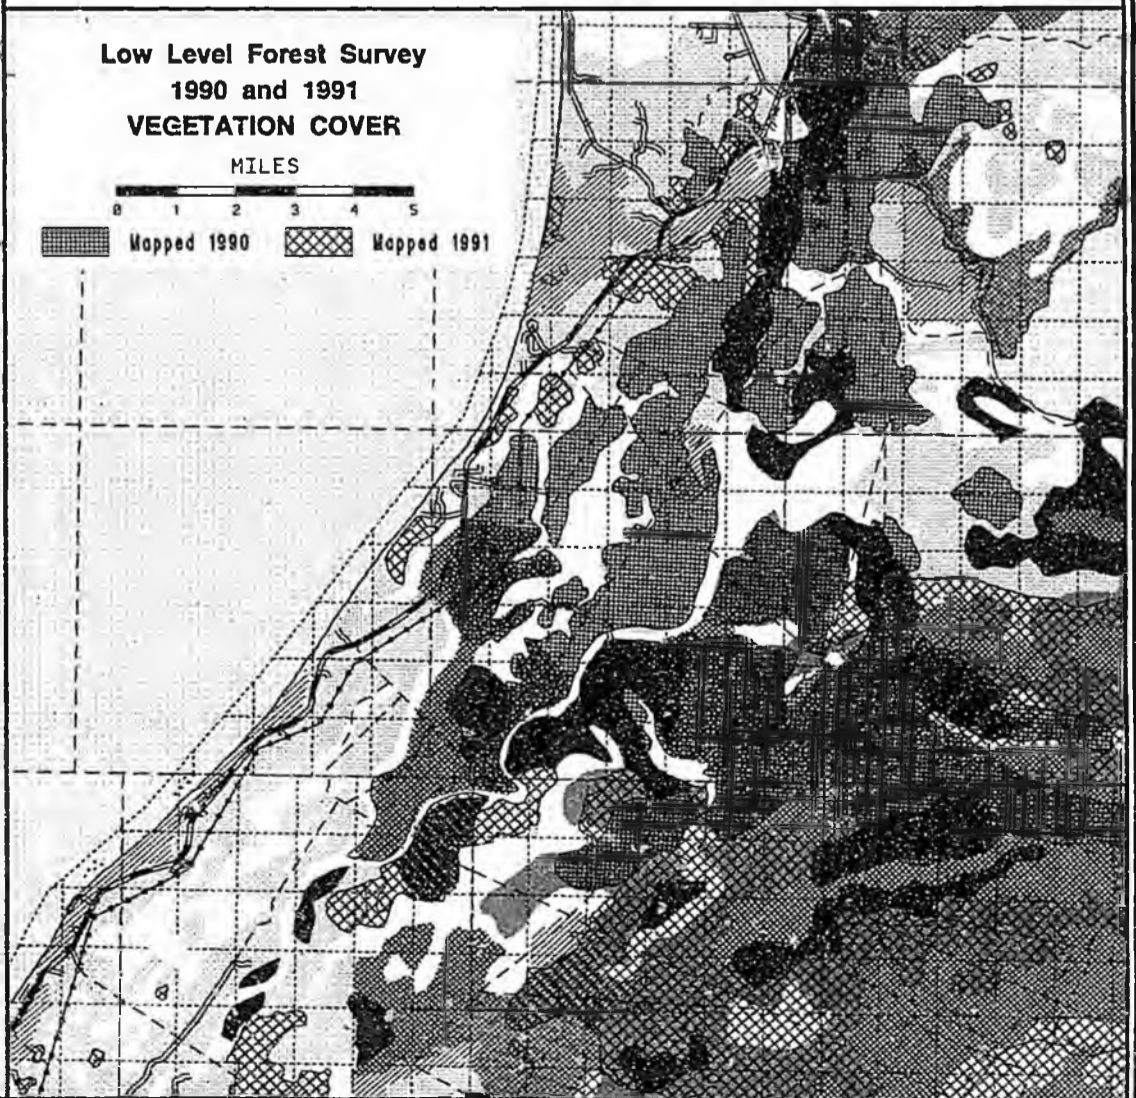 Low Level Forest Survey
1990 and 1991
VEGETATION COVER
MILES
0 1 2 3 4 5
Mapped 1990 Mapped 1991